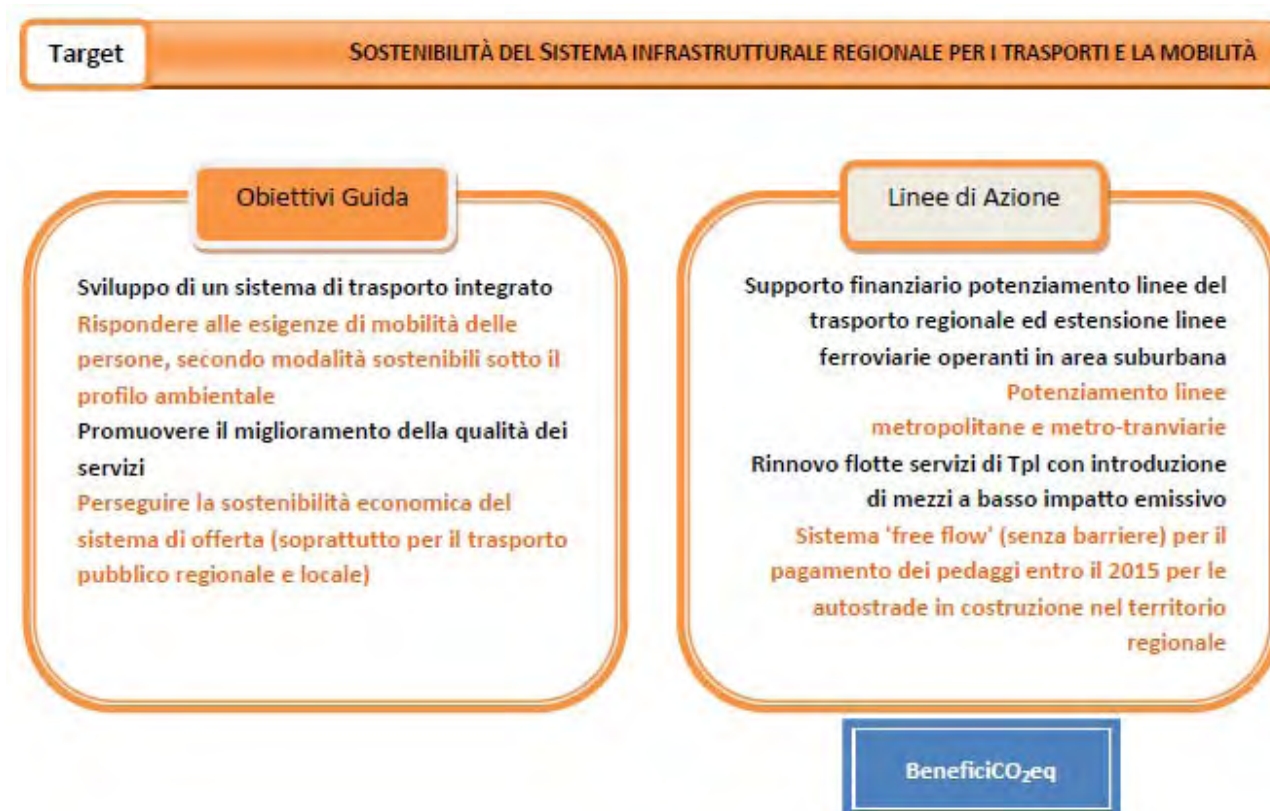 Target
SOSTENIBILITÀ DEL SISTEMA INFRASTRUTTURALE REGIONALE PER I TRASPORTI E LA MOBILITÀ
Obiettivi Guida
Sviluppo di un sistema di trasporto integrato
Rispondere alle esigenze di mobilità delle
persone, secondo modalità sostenibili sotto il
profilo ambientale
Promuovere il miglioramento della qualità dei
servizi
Perseguire la sostenibilità economica del
sistema di offerta (soprattutto per il trasporto
pubblico regionale e locale)
Linee di Azione
Supporto finanziario potenziamento linee del
trasporto regionale ed estensione linee
ferroviarie operanti in area suburbana
Potenziamento linee
metropolitane e metro-tranviarie
Rinnovo flotte servizi di Tpl con introduzione
di mezzi a basso impatto emissivo
Sistema 'free flow' (senza barriere) per il
pagamento dei pedaggi entro il 2015 per le
autostrade in costruzione nel territorio
regionale
BeneficiCO₂eq